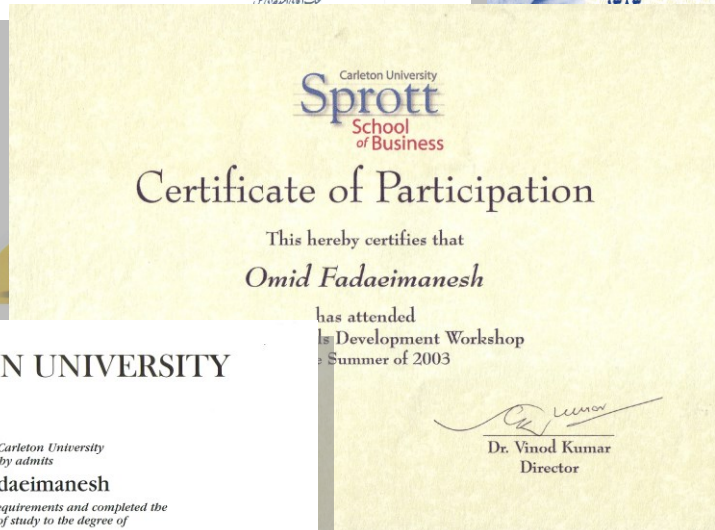 Carleton University
Sprott
School
of Business
Certificate of Participation
This hereby certifies that
Omid Fadaeimanesh
has attended
Development Workshop
Summer of 2003
Dr. Vinod Kumar
Director
N UNIVERSITY
Carleton University
by admits
daeimanesh
equirements and completed the
of study to the degree of